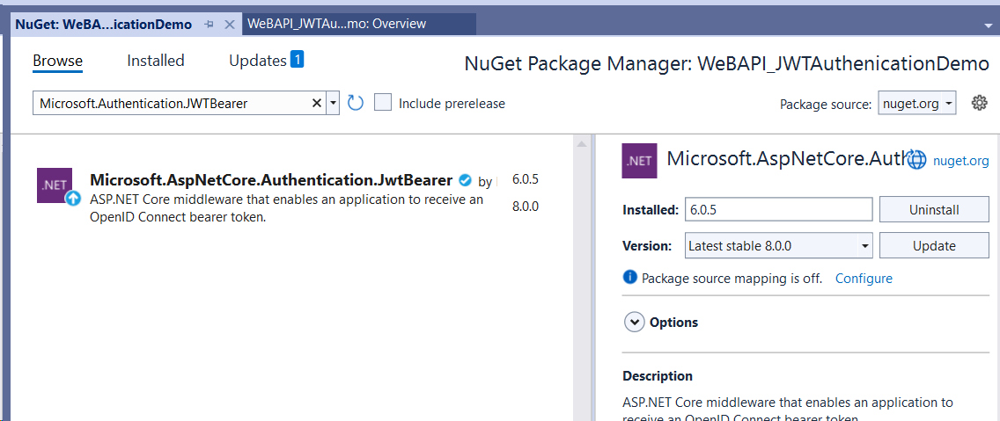 NuGet: WeBA...icationDemo
WeBAPI_JWTAu...mo: Overview
Browse
Installed
Updates 1
NuGet Package Manager: WeBAPI_JWTAuthenicationDemo
Microsoft.Authentication.JWTBearer
Include prerelease
Package source: nuget.org
.NET
Microsoft.AspNetCore.Authentication.JwtBearer by
6.0.5
ASP.NET Core middleware that enables an application to receive an
OpenID Connect bearer token.
8.0.0
.NET
Microsoft.AspNetCore.Auth
nuget.org
Installed: 6.0.5 Uninstall
Version: Latest stable 8.0.0 Update
Package source mapping is off. Configure
Options
Description
ASP.NET Core middleware that enables an application to
receive an OpenID Connect bearer token.